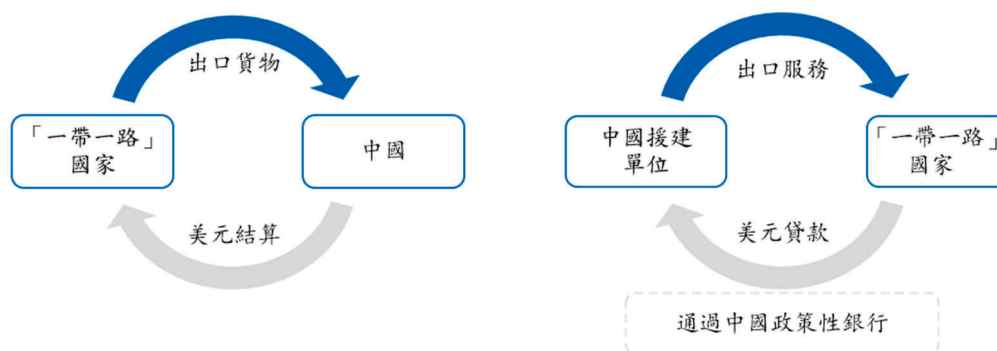 出口貨物
「一帶一路」
國家
中國
美元結算
出口服務
中國援建
單位
「一帶一路」
國家
美元貸款
通過中國政策性銀行